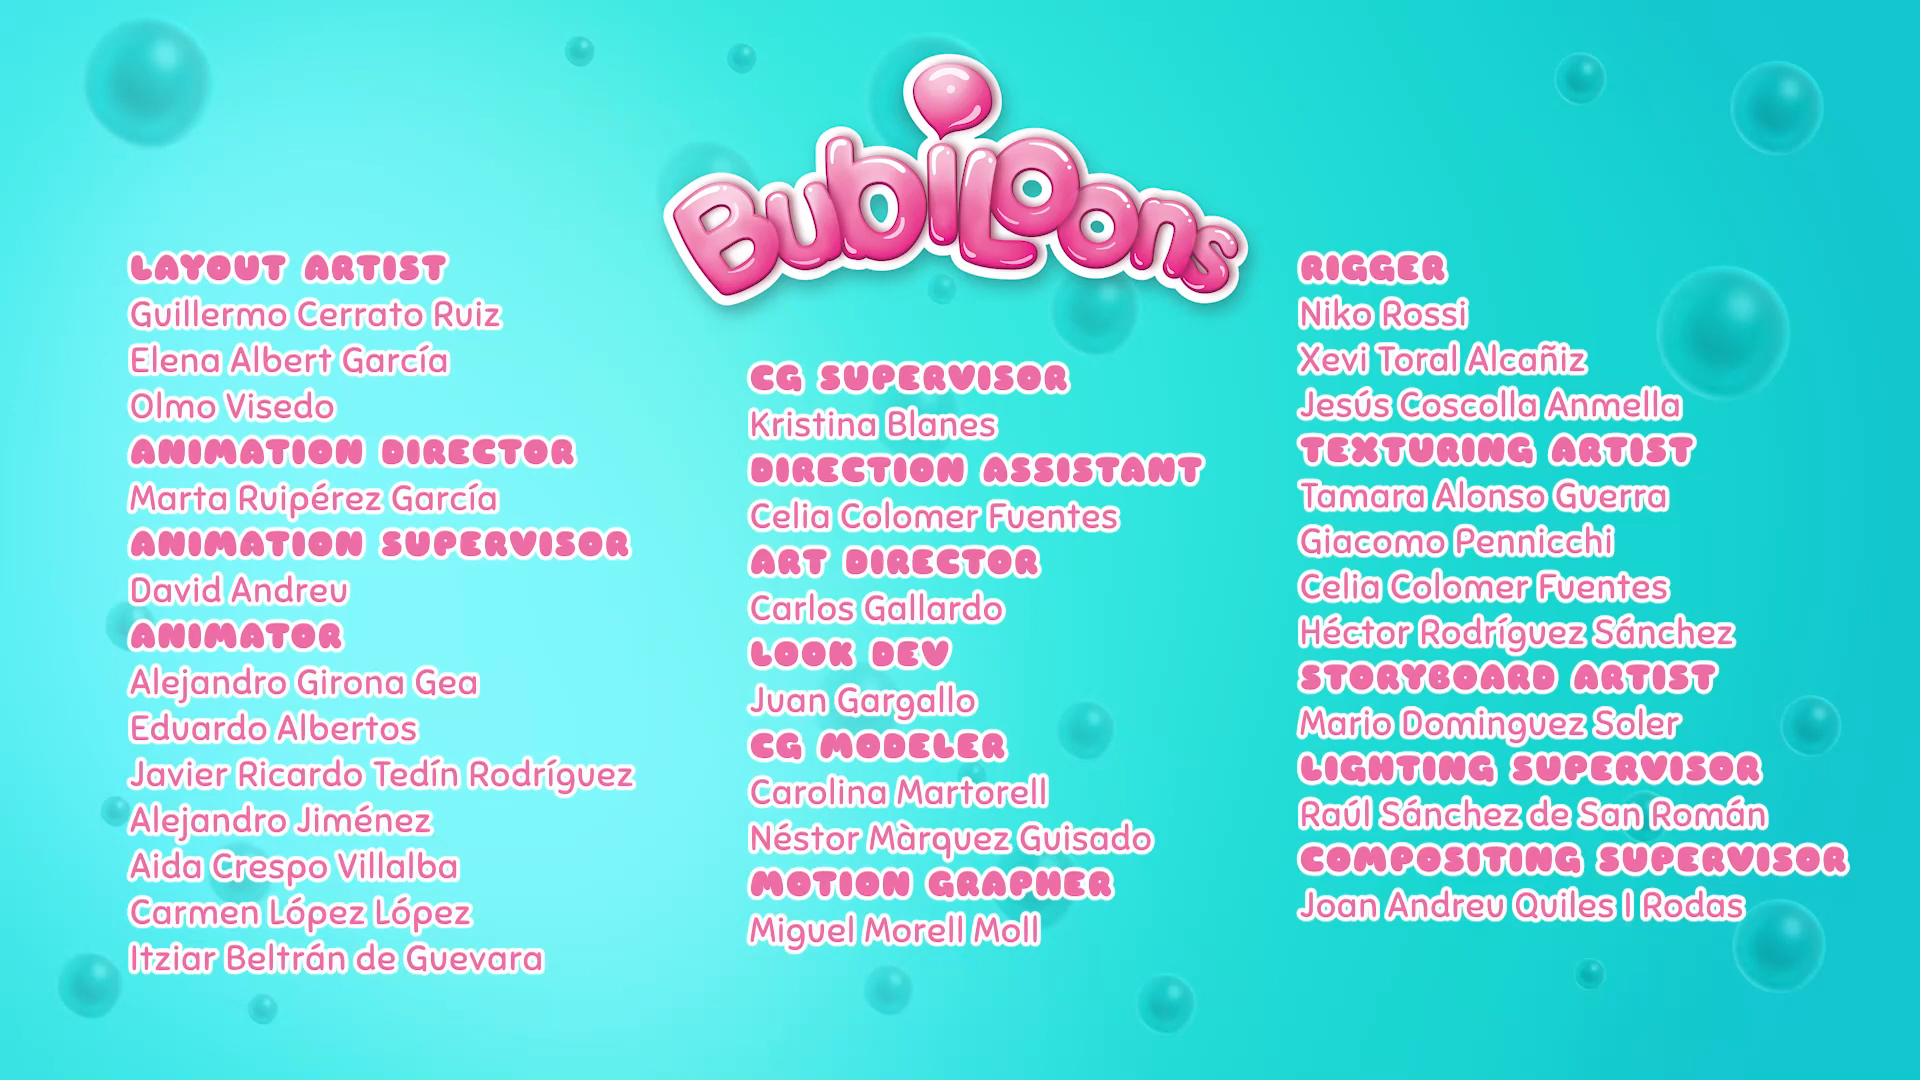 Bubiloons
LAYOUT ARTIST
Guillermo Cerrato Ruiz
Elena Albert García
Olmo Visedo
ANIMATION DIRECTOR
Marta Ruipérez García
ANIMATION SUPERVISOR
David Andreu
ANIMATOR
Alejandro Girona Gea
Eduardo Albertos
Javier Ricardo Tedín Rodríguez
Alejandro Jiménez
Aida Crespo Villalba
Carmen López López
Itziar Beltrán de Guevara
CG SUPERVISOR
Kristina Blanes
DIRECTION ASSISTANT
Celia Colomer Fuentes
ART DIRECTOR
Carlos Gallardo
LOOK DEV
Juan Gargallo
CG MODELER
Carolina Martorell
Néstor Màrquez Guisado
MOTION GRAPHER
Miguel Morell Moll
RIGGER
Niko Rossi
Xevi Toral Alcañiz
Jesús Coscolla Anmella
TEXTURING ARTIST
Tamara Alonso Guerra
Giacomo Pennicchi
Celia Colomer Fuentes
Héctor Rodríguez Sánchez
STORYBOARD ARTIST
Mario Dominguez Soler
LIGHTING SUPERVISOR
Raúl Sánchez de San Román
COMPOSITING SUPERVISOR
Joan Andreu Quiles I Rodas